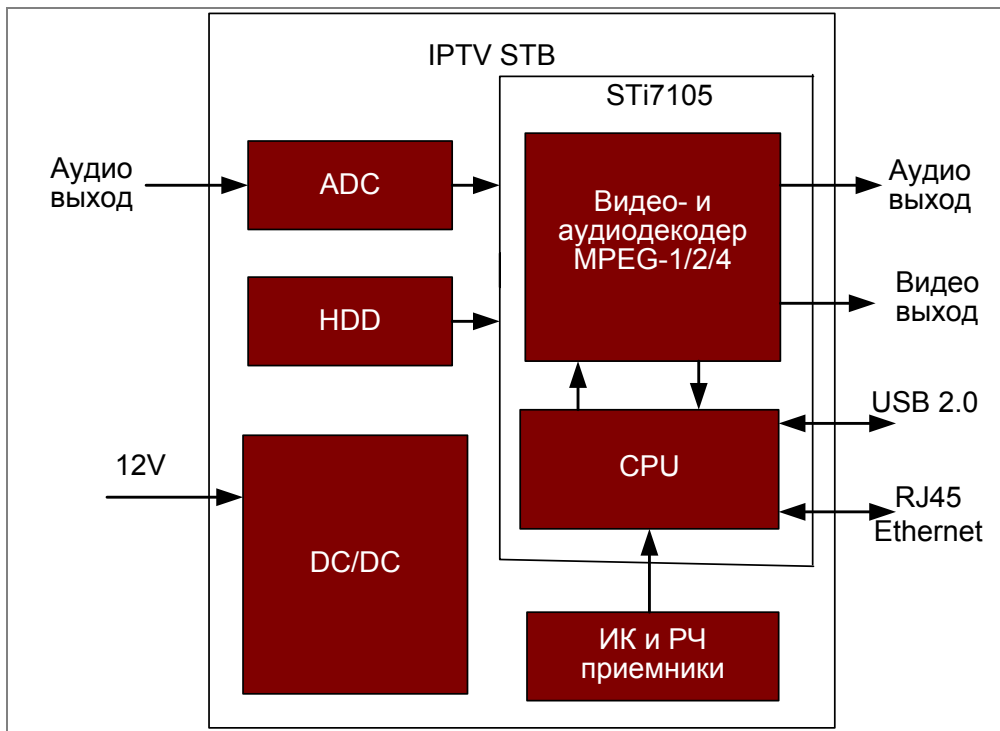 IPTV STB
STi7105
Аудио
выход
ADC
Видео- и
аудиодекодер
MPEG-1/2/4
Аудио
выход
HDD
Видео
выход
12V
DC/DC
CPU
USB 2.0
RJ45
Ethernet
ИК и РЧ
приемники